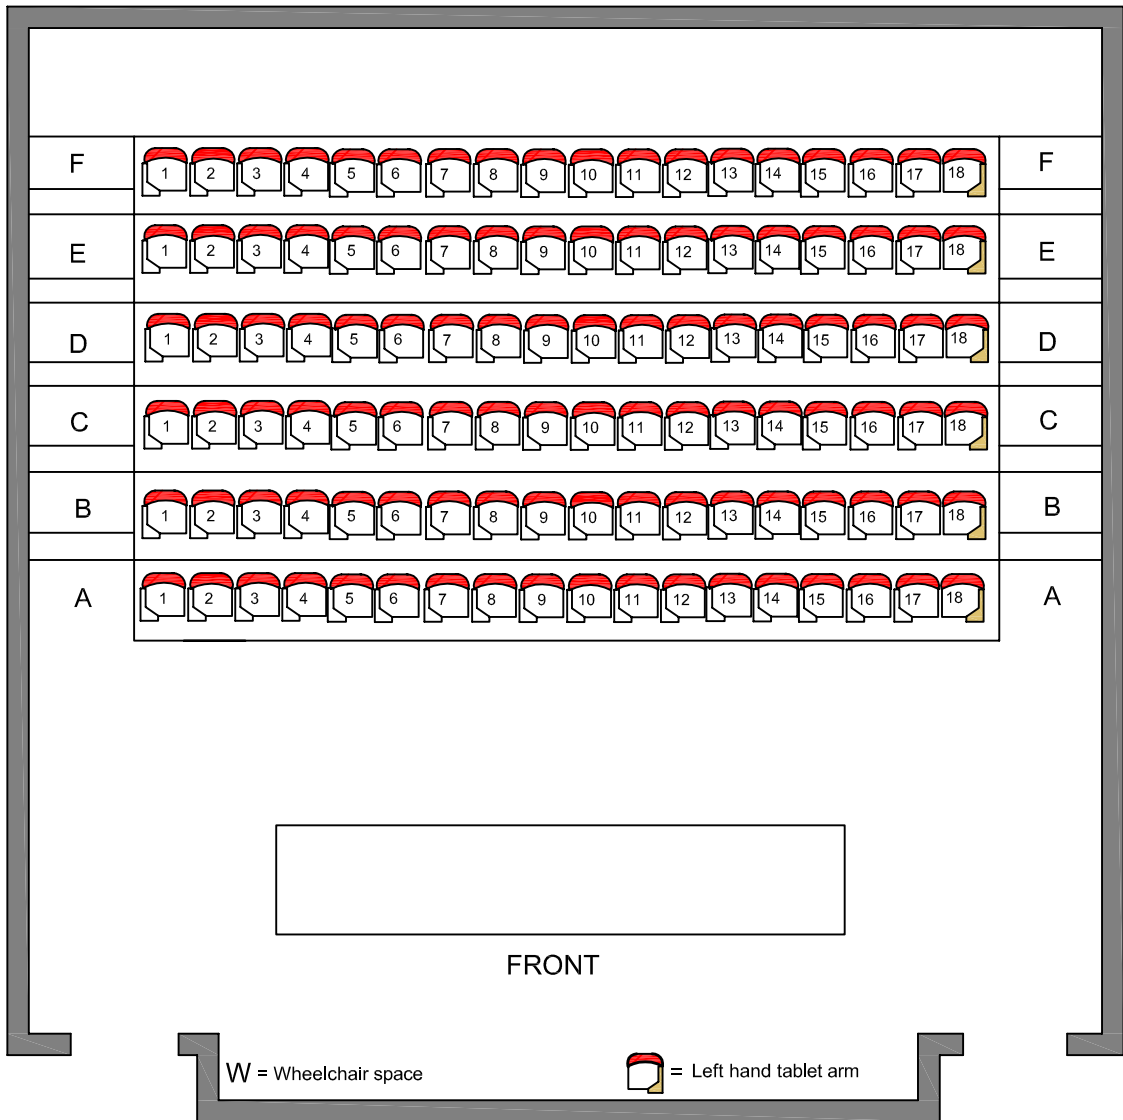 F 1 2 3 4 5 6 7 8 9 10 11 12 13 14 15 16 17 18 F
E 1 2 3 4 5 6 7 8 9 10 11 12 13 14 15 16 17 18 E
D 1 2 3 4 5 6 7 8 9 10 11 12 13 14 15 16 17 18 D
C 1 2 3 4 5 6 7 8 9 10 11 12 13 14 15 16 17 18 C
B 1 2 3 4 5 6 7 8 9 10 11 12 13 14 15 16 17 18 B
A 1 2 3 4 5 6 7 8 9 10 11 12 13 14 15 16 17 18 A
FRONT
W = Wheelchair space
= Left hand tablet arm